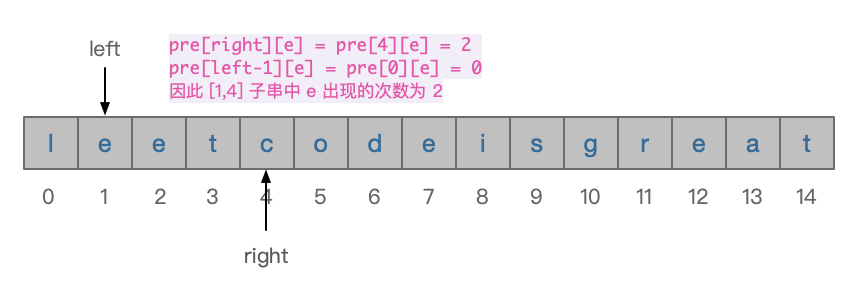 pre[right][e] = pre[4][e] = 2
left
pre[left-1][e] = pre[0][e] = 0
因此 [1,4] 子串中 e 出现的次数为 2
l e e t c o d e i s g r e a t
0 1 2 3 4 5 6 7 8 9 10 11 12 13 14
right